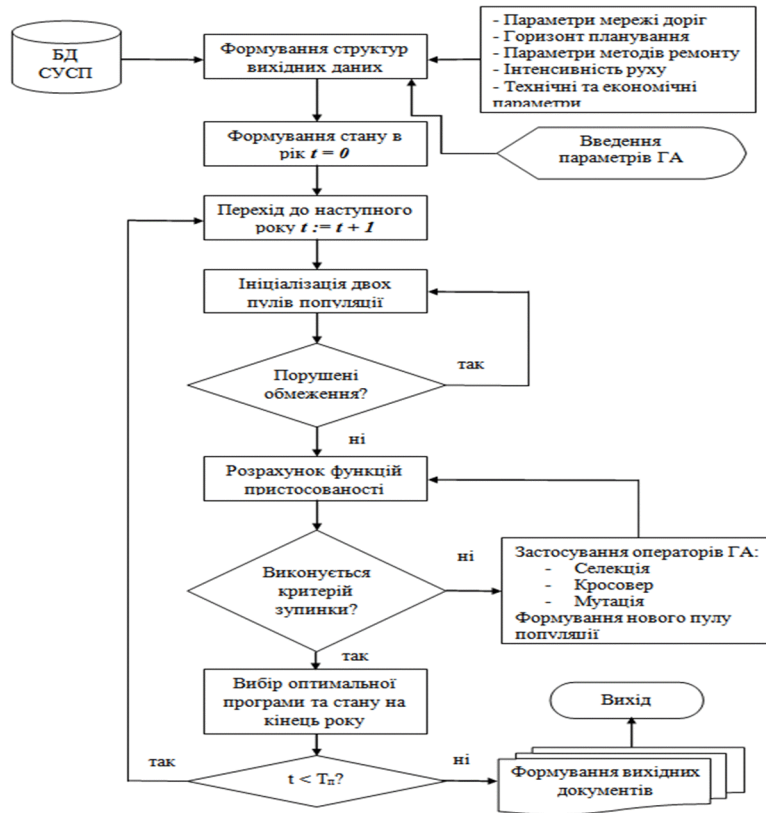 БД
СУСП
Формування структур
вихідних даних
- Параметри мережі доріг
- Горизонт планування
- Параметри методів ремонту
- Інтенсивність руху
- Технічні та економічні
параметри
Формування стану в
рік t = 0
Введення
параметрів ГА
Перехід до наступного
року t := t + 1
Ініціалізація двох
пулів популяції
Порушені
обмеження?
так
ні
Розрахунок функцій
пристосованості
Виконується
критерій
зупинки?
ні
Застосування операторів ГА:
- Селекція
- Кросовер
- Мутація
Формування нового пулу
популяції
так
Вибір оптимальної
програми та стану на
кінець року
Вихід
так
t < Tп?
ні
Формування вихідних
документів